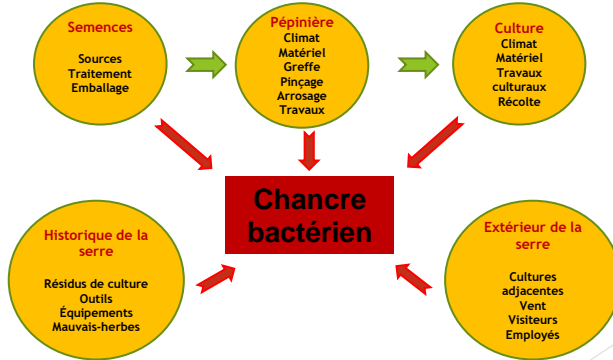 Semences
Sources
Traitement
Emballage
Pépinière
Climat
Matériel
Greffe
Pinçage
Arrosage
Travaux
Culture
Climat
Matériel
Travaux
culturaux
Récolte
Chancre
bactérien
Historique de la
serre
Résidus de culture
Outils
Équipements
Mauvais-herbes
Extérieur de la
serre
Cultures
adjacentes
Vent
Visiteurs
Employés